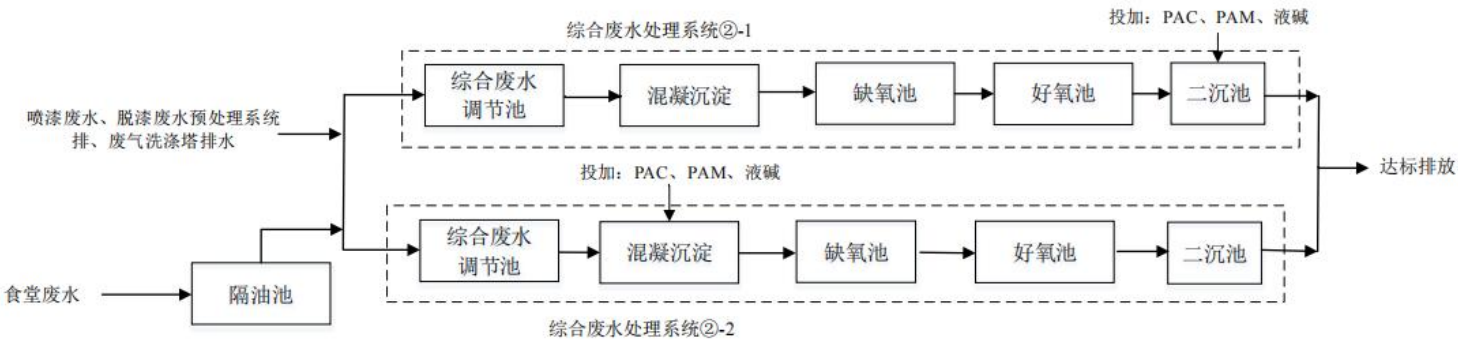 投加：PAC、PAM、液碱
综合废水处理系统②-1
综合废水
调节池
混凝沉淀
缺氧池
好氧池
二沉池
喷漆废水、脱漆废水预处理系统
排、废气洗涤塔排水
达标排放
投加：PAC、PAM、液碱
综合废水
调节池
混凝沉淀
缺氧池
好氧池
二沉池
食堂废水
隔油池
综合废水处理系统②-2